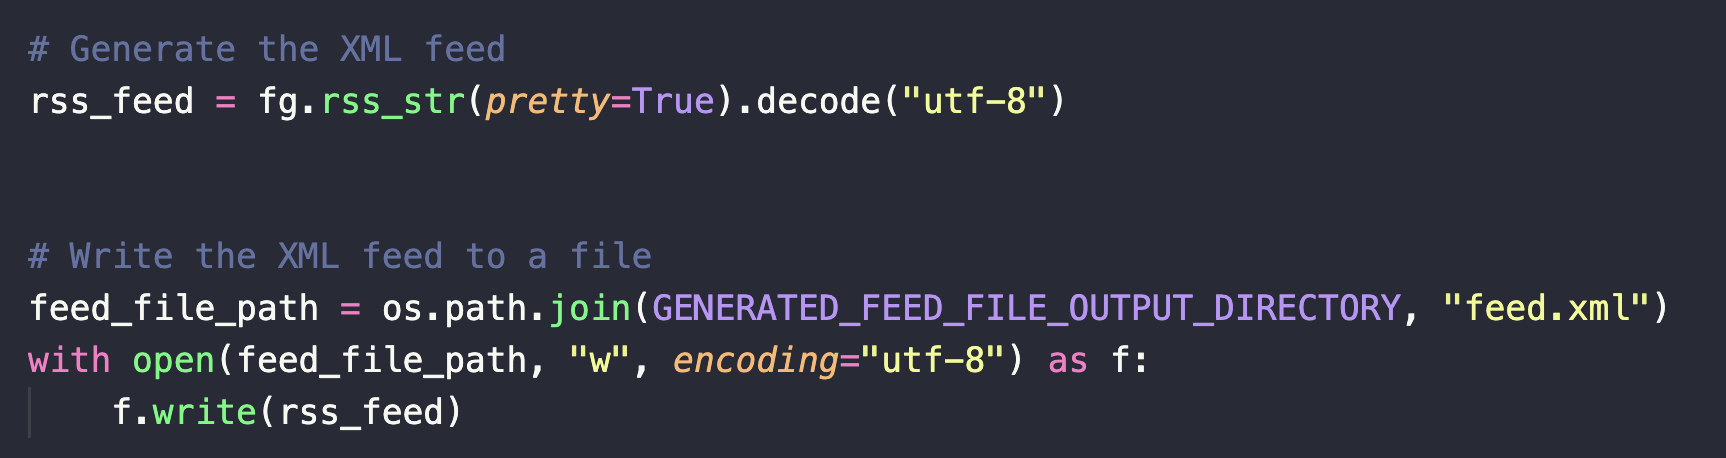 # Generate the XML feed
rss_feed = fg.rss_str(pretty=True).decode("utf-8")
# Write the XML feed to a file
feed_file_path = os.path.join(GENERATED_FEED_FILE_OUTPUT_DIRECTORY, "feed.xml")
with open(feed_file_path, "w", encoding="utf-8") as f:
    f.write(rss_feed)